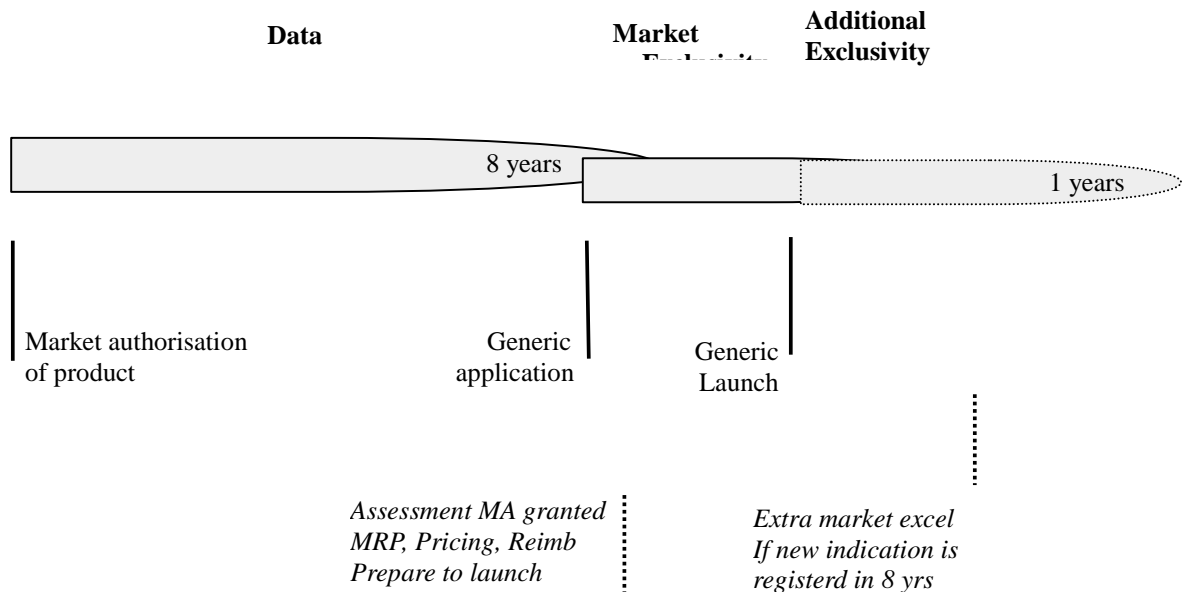 Data
Market
Additional
Exclusivity
8 years
1 years
Market authorisation
of product
Generic
application
Generic
Launch
Assessment MA granted
MRP, Pricing, Reimb
Prepare to launch
Extra market excel
If new indication is
registerd in 8 yrs